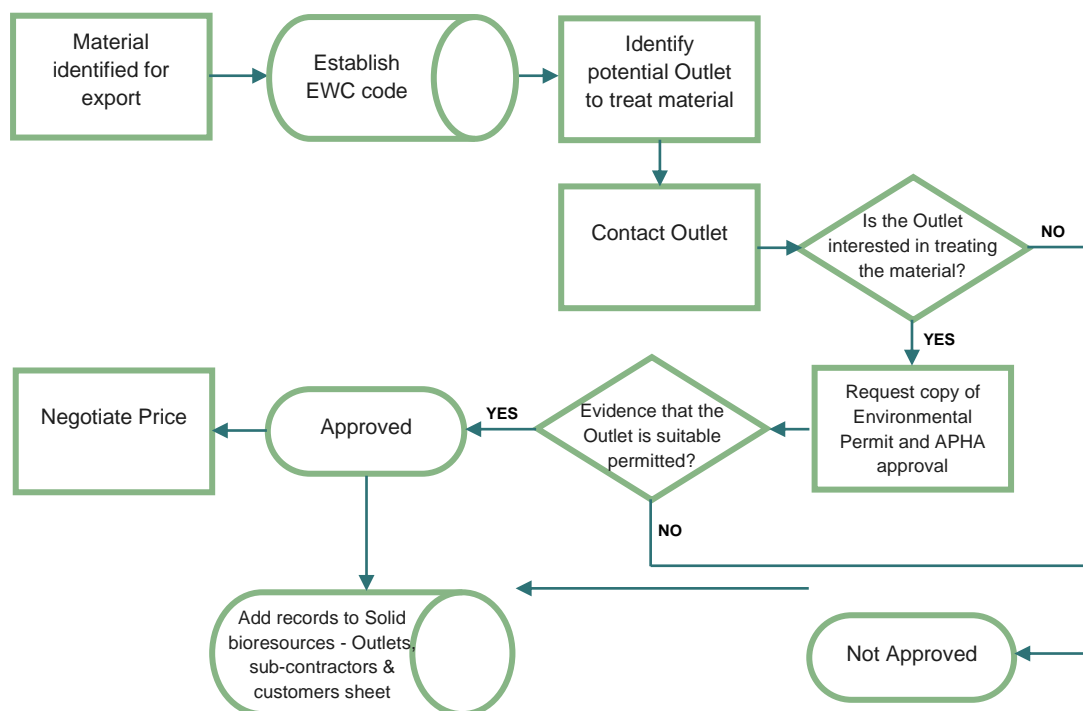 Material
identified for
export
Establish
EWC code
Identify
potential Outlet
to treat material
Contact Outlet
Is the Outlet
interested in treating
the material?
NO
YES
Request copy of
Environmental
Permit and APHA
approval
Evidence that the
Outlet is suitable
permitted?
YES
NO
Approved
Negotiate Price
Add records to Solid
bioresources - Outlets,
sub-contractors &
customers sheet
Not Approved